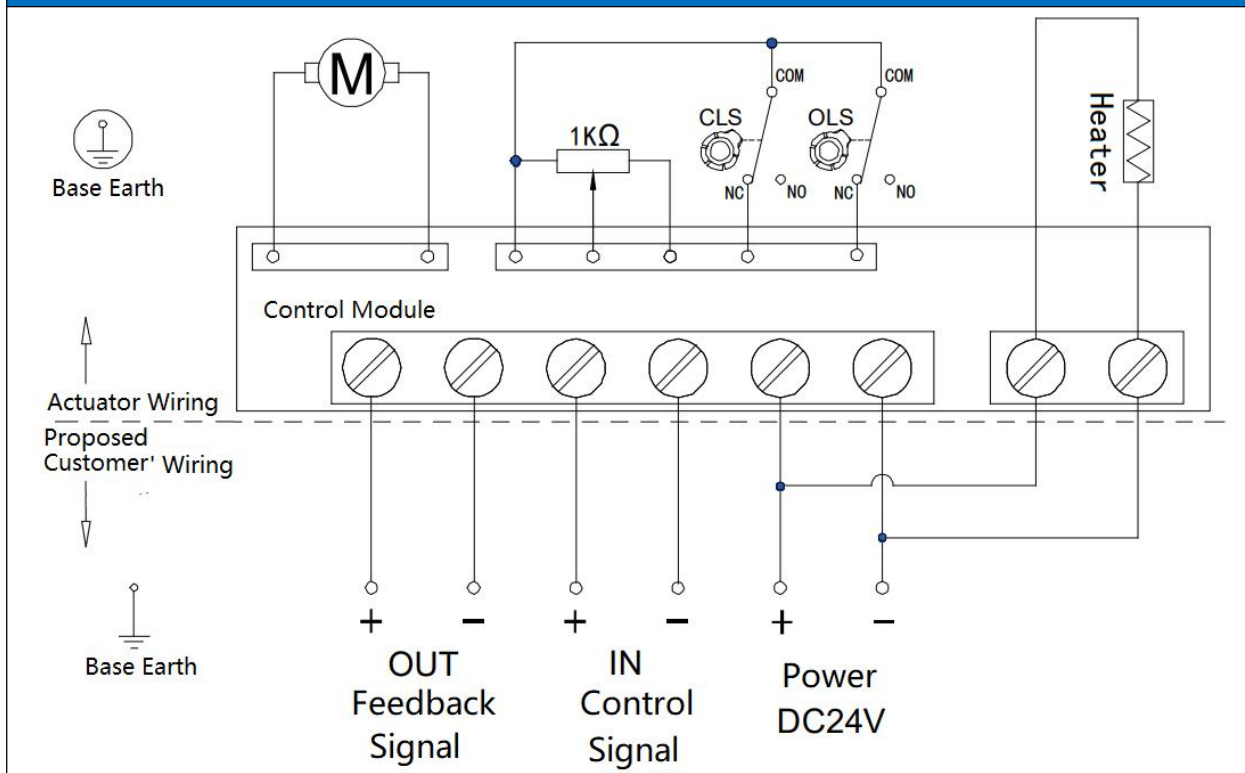 M
COM
COM
CLS
OLS
1KΩ
Heater
Base Earth
NC
NO
NC
NO
Control Module
Actuator Wiring
Proposed
Customer' Wiring
+
−
+
−
+
−
Base Earth
OUT
Feedback
Signal
IN
Control
Signal
Power
DC24V